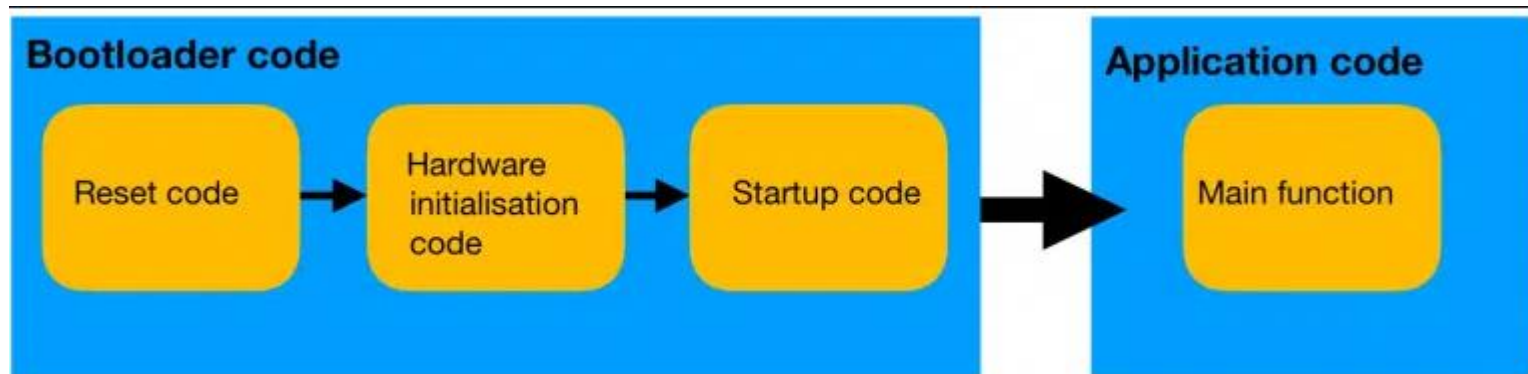 Bootloader code
Reset code
Hardware
initialisation
code
Startup code
Application code
Main function